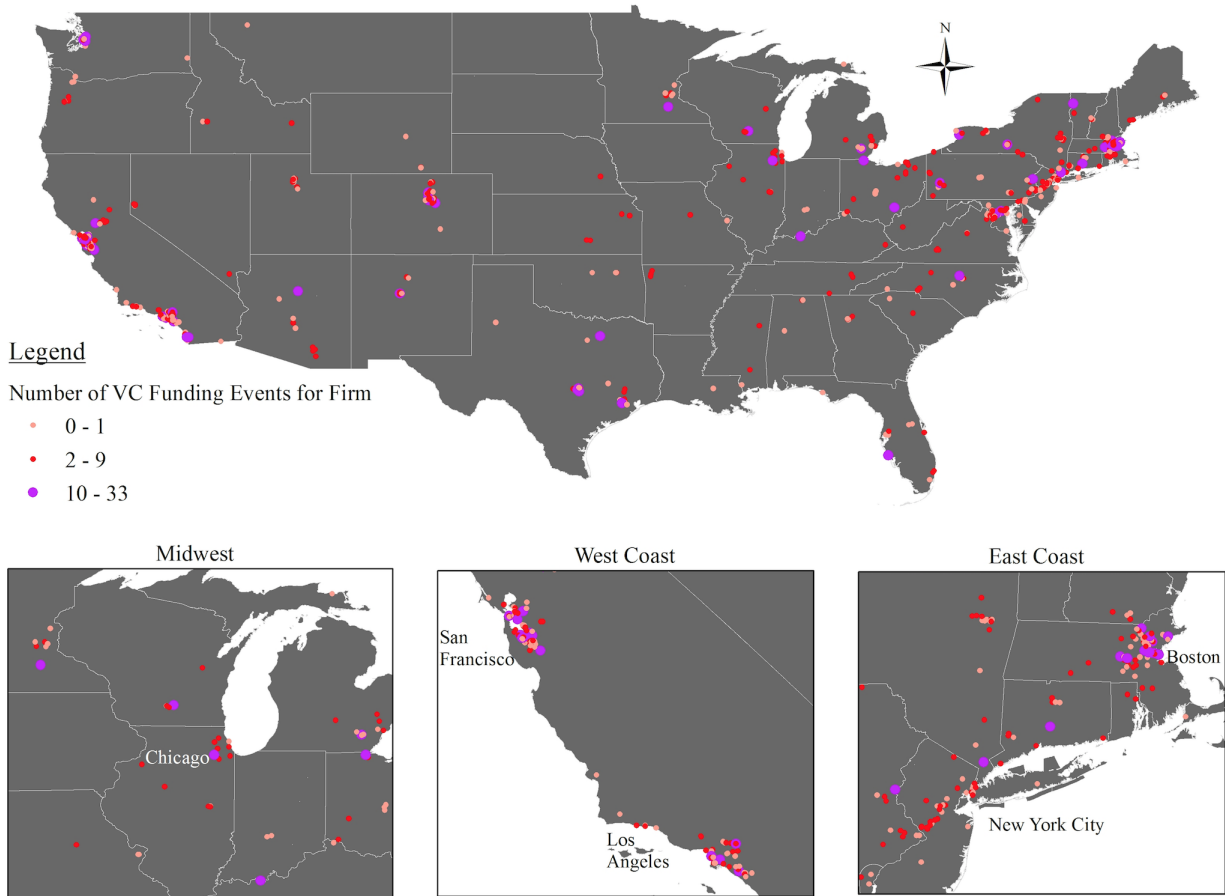 N
Legend
Number of VC Funding Events for Firm
0 - 1
2 - 9
10 - 33
Midwest
Chicago
West Coast
San
Francisco
Los
Angeles
East Coast
Boston
New York City